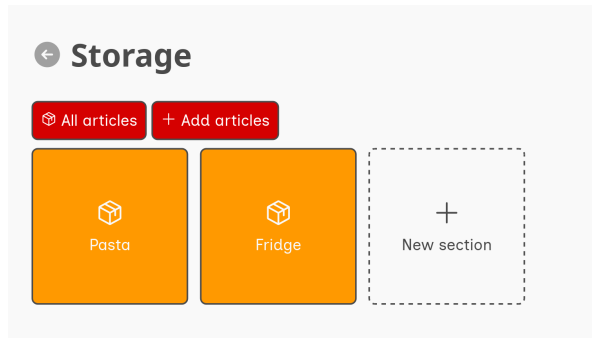 Storage
All articles Add articles
Pasta Fridge New section